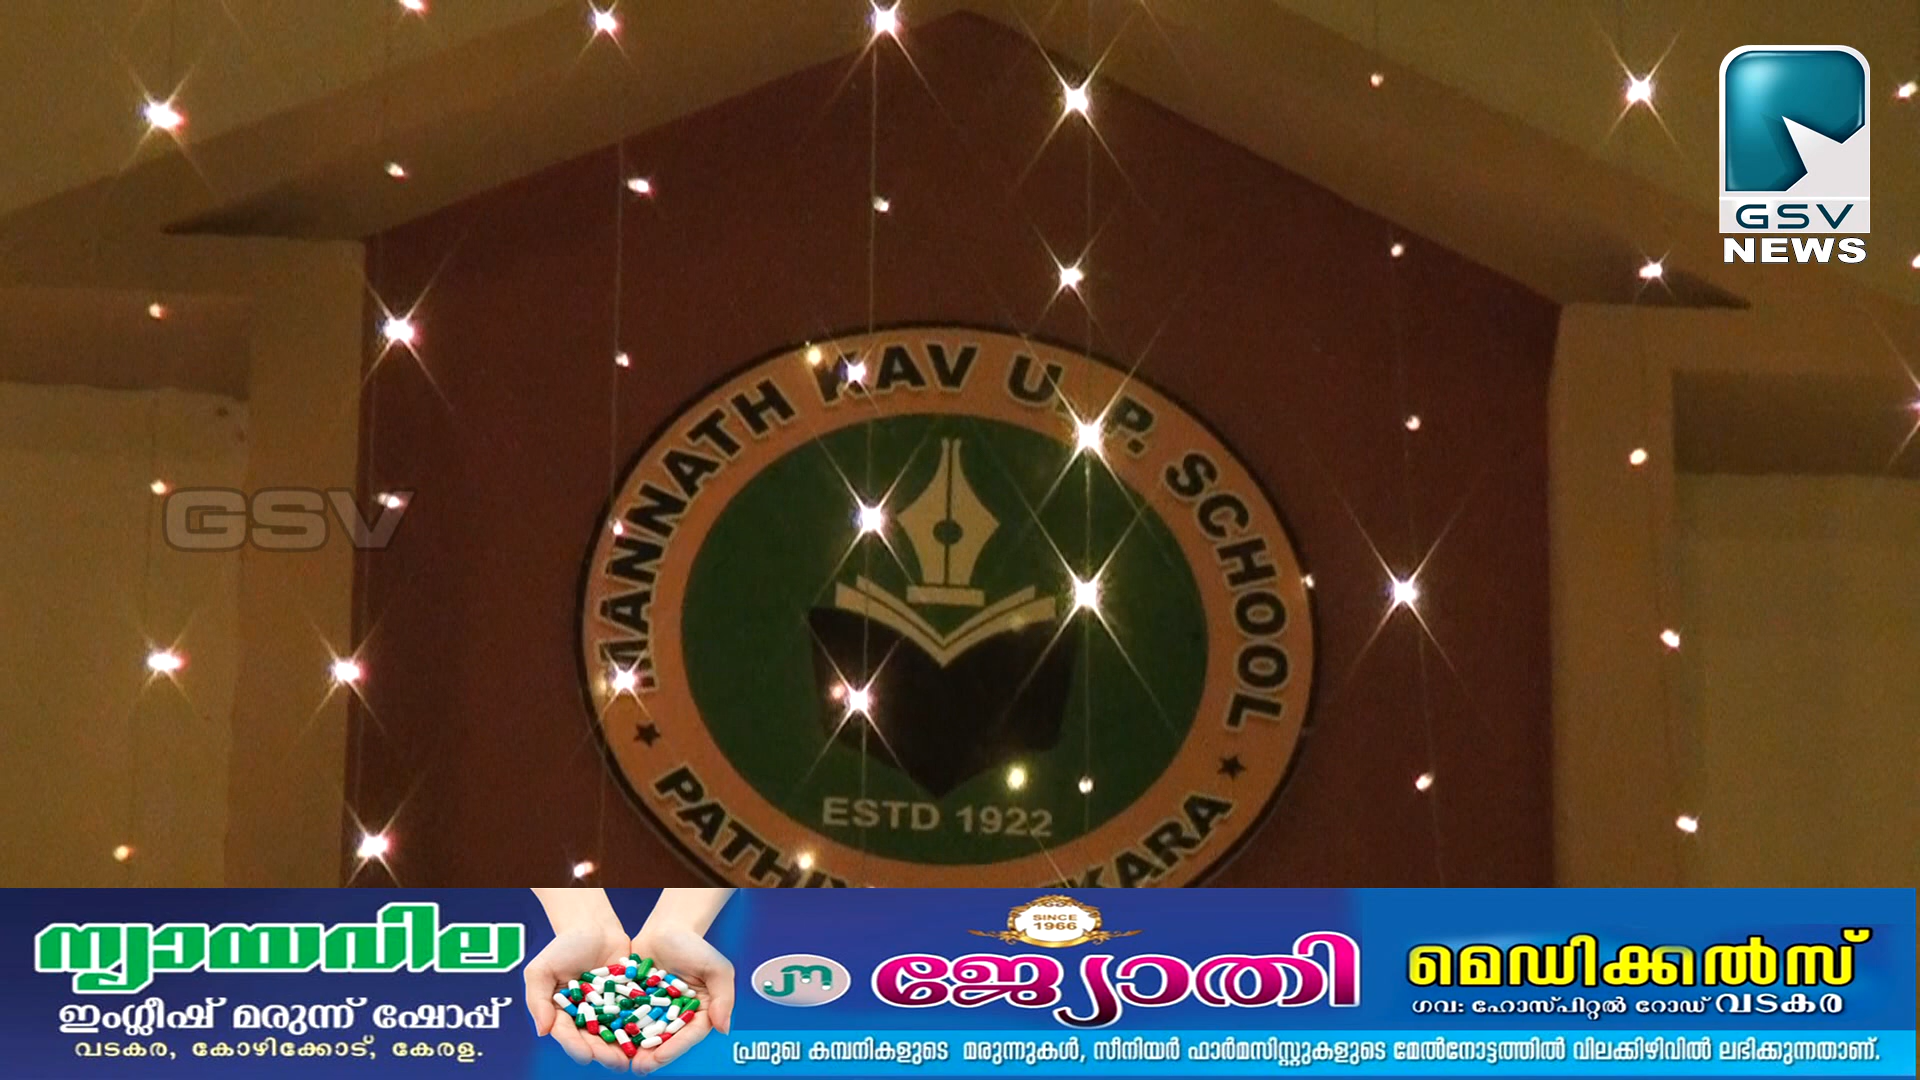 GSV
NEWS
MANNATH KAV U. P. SCHOOL
GSV
ESTD 1922
ന്യായവില
ഇംഗ്ലീഷ് മരുന്ന് ഷോപ്പ്
വടകര, കോഴിക്കോട്, കേരള.
SINCE
1966
JM
ജ്യോതി
മെഡിക്കൽസ്
ഗവ: ഹോസ്പിറ്റൽ റോഡ് വടകര
പ്രമുഖ കമ്പനികളുടെ മരുന്നുകൾ, സീനിയർ ഫാർമസിസ്റ്റുകളുടെ മേൽനോട്ടത്തിൽ വിലക്കിഴിവിൽ ലഭിക്കുന്നതാണ്.